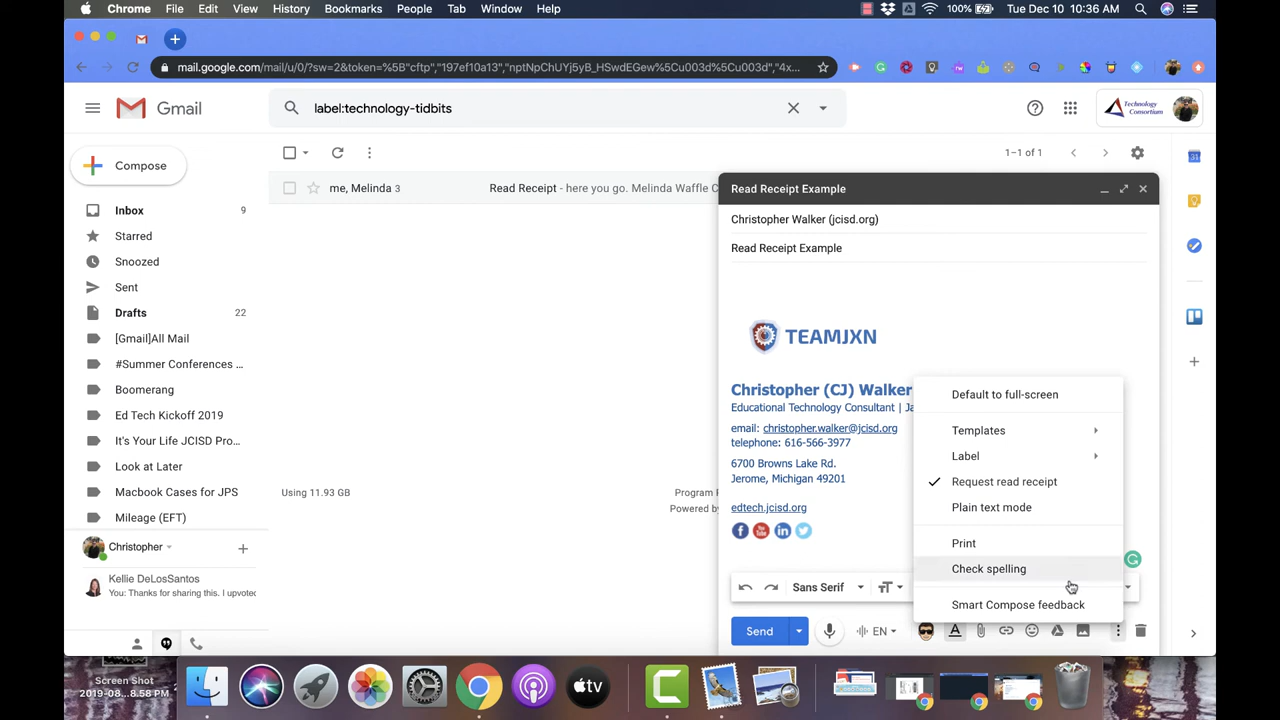 Chrome File Edit View History Bookmarks People Tab Window Help 100% Tue Dec 10 10:36 AM
mail.google.com/mail/u/0/?sw=2&token=%5B"cftp","197ef10a13","nptNpChUYj5yB_HSwdEGew%5Cu003d%5Cu003d","4x...
Gmail
label:technology-tidbits
Technology
Consortium
Compose
1–1 of 1
31
me, Melinda 3
Read Receipt - here you go. Melinda Waffle C
Inbox 9
Starred
Snoozed
Sent
Drafts 22
[Gmail]All Mail
#Summer Conferences ...
Boomerang
Ed Tech Kickoff 2019
It's Your Life JCISD Pro...
Look at Later
Macbook Cases for JPS
Mileage (EFT)
Using 11.93 GB
Program P
Powered by
Christopher
Kellie DeLosSantos
You: Thanks for sharing this. I upvoted
Read Receipt Example
Christopher Walker (jcisd.org)
Read Receipt Example
TEAMJXN
Christopher (CJ) Walker
Educational Technology Consultant | Ja
email: christopher.walker@jcisd.org
telephone: 616-566-3977
6700 Browns Lake Rd.
Jerome, Michigan 49201
edtech.jcisd.org
Default to full-screen
Templates
Label
Request read receipt
Plain text mode
Print
Check spelling
Smart Compose feedback
Sans Serif
Send
EN
Screen Shot
2019-08...8.58 PM
tv